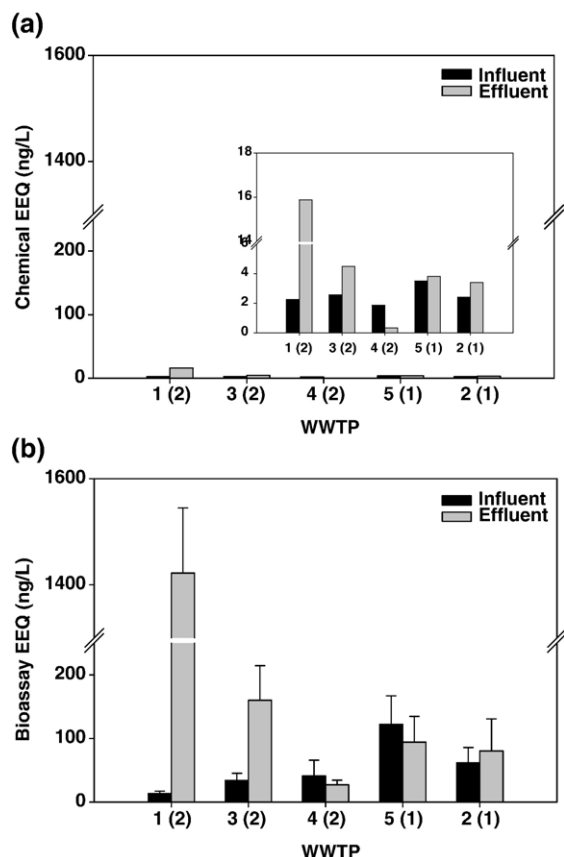 (a)
1600
Influent
Effluent
1400
Chemical EEQ (ng/L)
200
100
0
18
16
14
6
4
2
0
1 (2) 3 (2) 4 (2) 5 (1) 2 (1)
1 (2) 3 (2) 4 (2) 5 (1) 2 (1)
WWTP
(b)
1600
Influent
Effluent
1400
Bioassay EEQ (ng/L)
200
100
0
1 (2) 3 (2) 4 (2) 5 (1) 2 (1)
WWTP